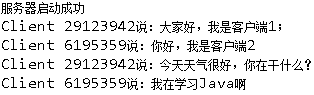 服务器启动成功
Client 29123942说：大家好，我是客户端1；
Client 6195359说：你好，我是客户端2
Client 29123942说：今天天气很好，你在干什么？
Client 6195359说：我在学习Java啊